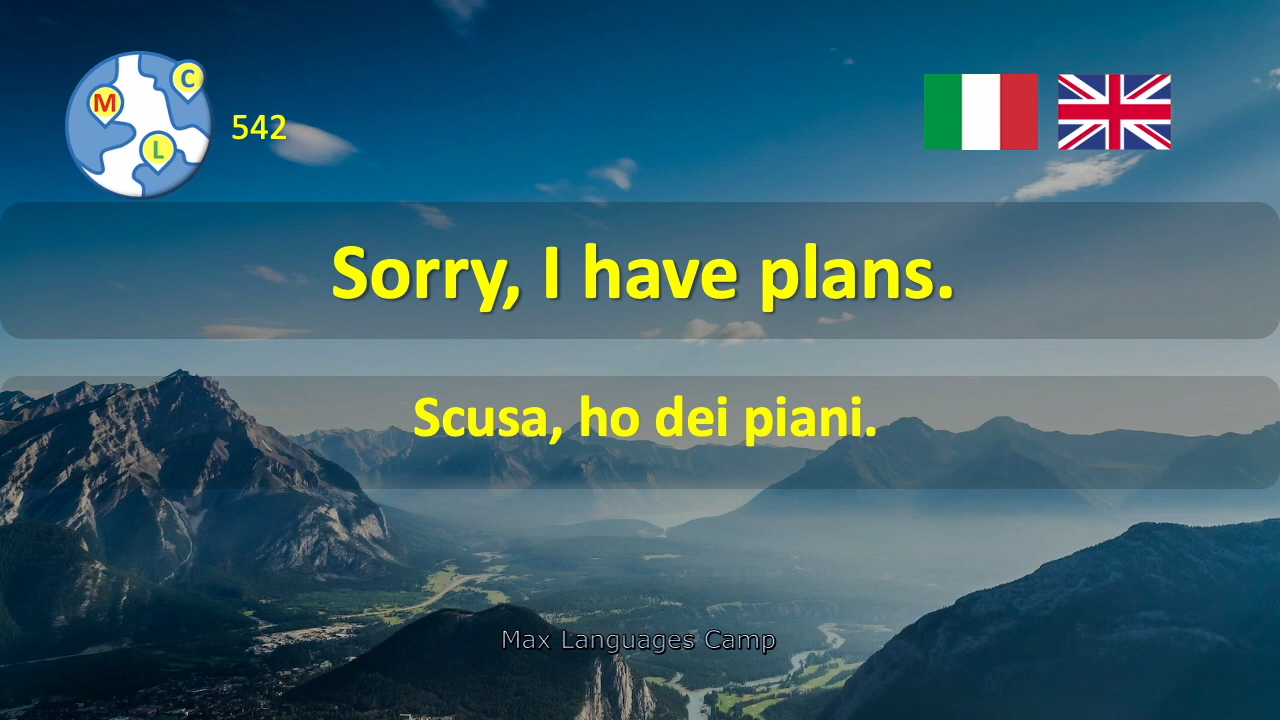 C
M
L
542
Sorry, I have plans.
Scusa, ho dei piani.
Max Languages Camp